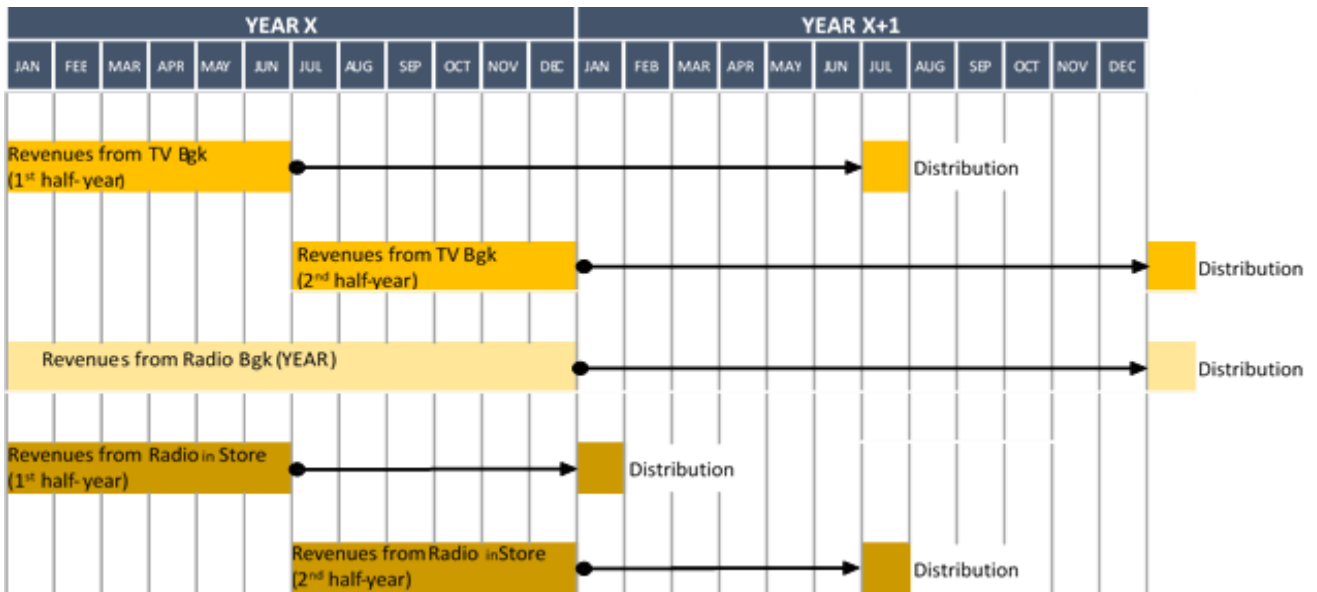 YEAR X YEAR X+1
JAN FEE MAR APR MAY JUN JUL AUG SEP OCT NOV DEC JAN FEB MAR APR MAY JUN JUL AUG SEP OCT NOV DEC
Revenues from TV Bgk
(1st half-year)
Distribution
Revenues from TV Bgk
(2nd half-year)
Distribution
Revenues from Radio Bgk (YEAR)
Distribution
Revenues from Radio in Store
(1st half-year)
Distribution
Revenues from Radio in Store
(2nd half-year)
Distribution